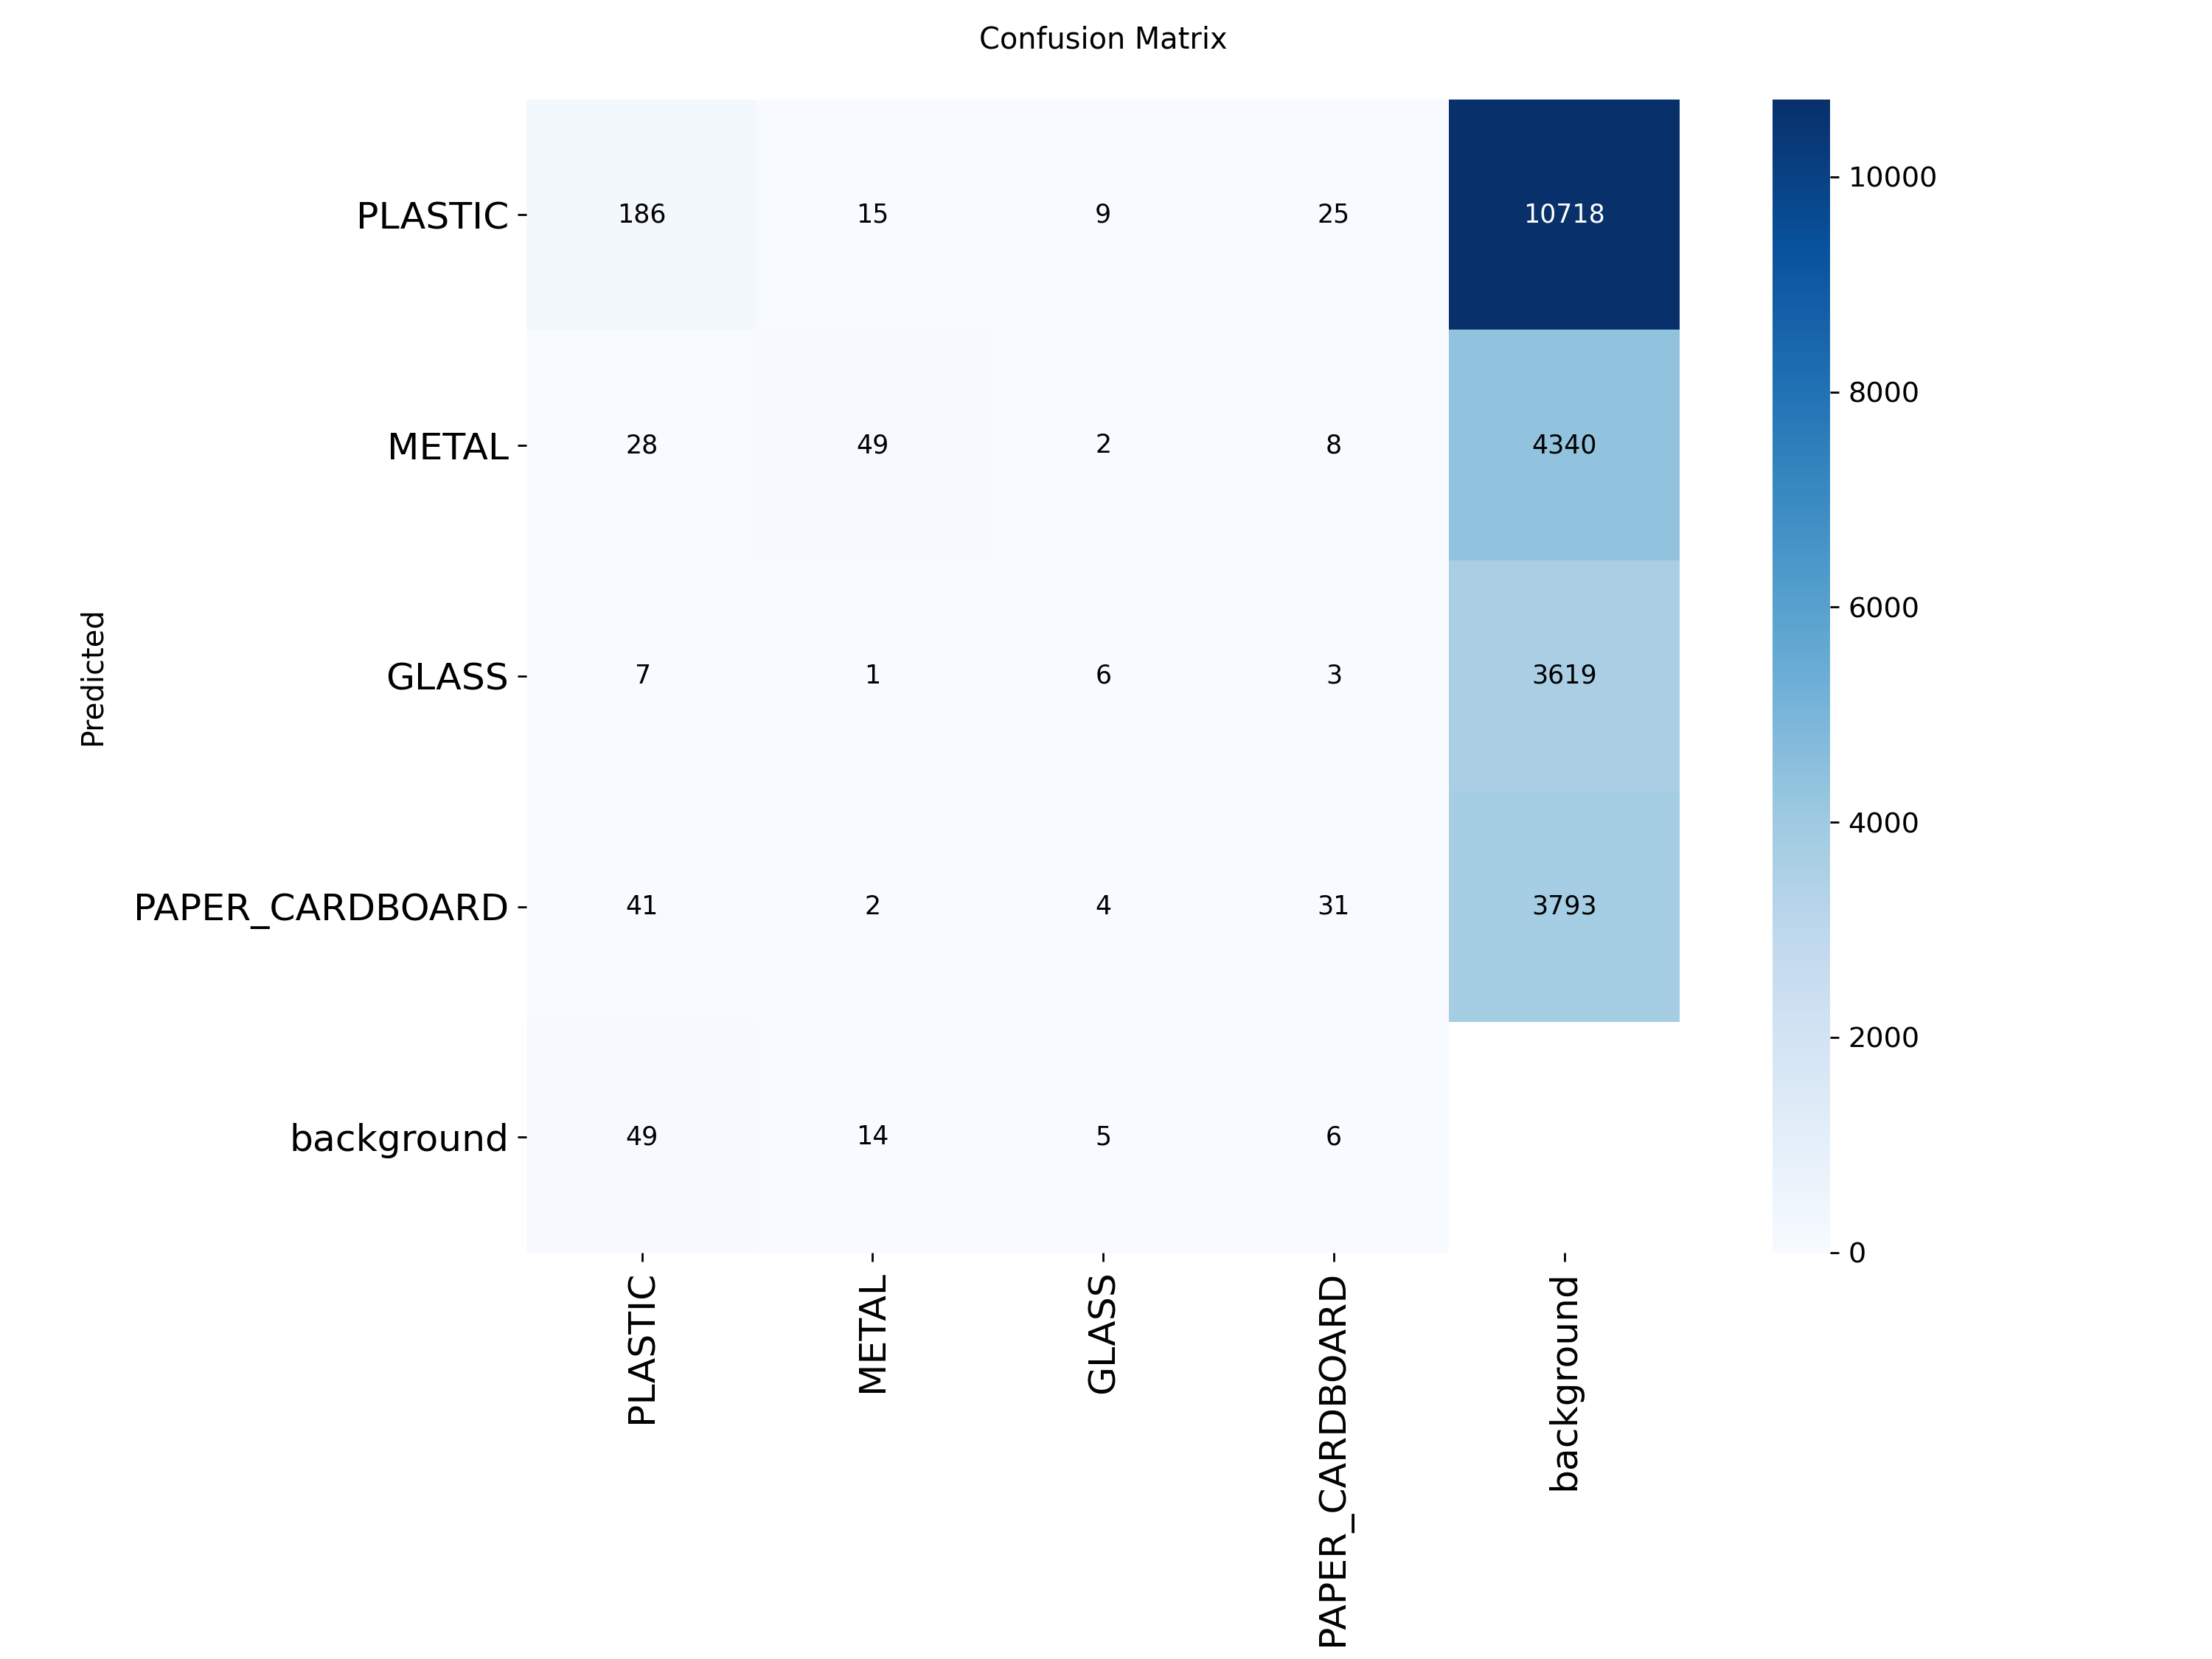 Confusion Matrix
PLASTIC 186 15 9 25 10718
METAL 28 49 2 8 4340
GLASS 7 1 6 3 3619
PAPER_CARDBOARD 41 2 4 31 3793
background 49 14 5 6
Predicted
PLASTIC METAL GLASS PAPER_CARDBOARD background
10000
8000
6000
4000
2000
0